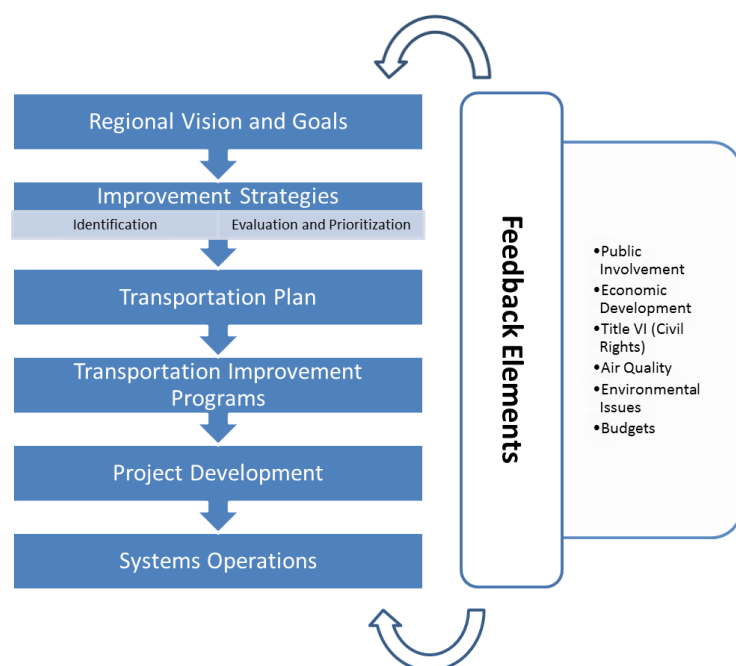 Regional Vision and Goals
Improvement Strategies
Identification
Evaluation and Prioritization
Transportation Plan
Transportation Improvement
Programs
Project Development
Systems Operations
Feedback Elements
•Public
Involvement
•Economic
Development
•Title VI (Civil
Rights)
•Air Quality
•Environmental
Issues
•Budgets